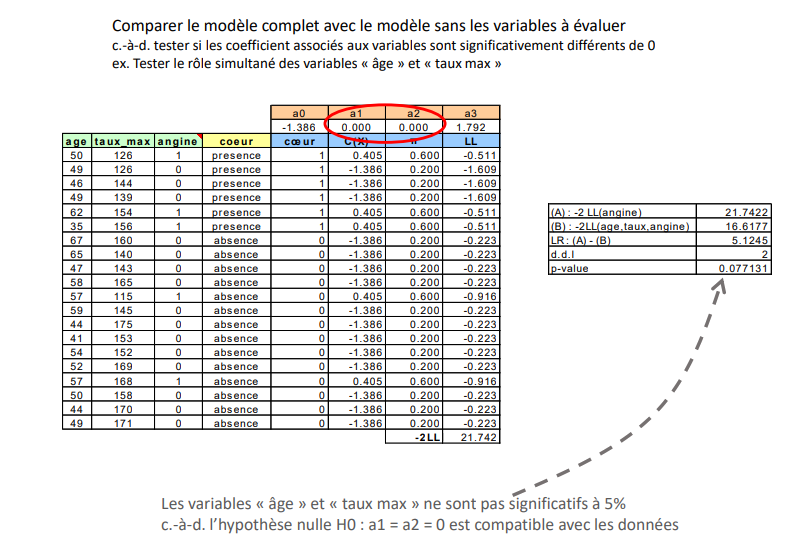 Comparer le modèle complet avec le modèle sans les variables à évaluer
c.-à-d. tester si les coefficient associés aux variables sont significativement différents de 0
ex. Tester le rôle simultané des variables « âge » et « taux max »
a0 a1 a2 a3
-1.386 0.000 0.000 1.792
age taux_max angine coeur cœur C(X) π LL
50 126 1 presence 1 0.405 0.600 -0.511
49 126 0 presence 1 -1.386 0.200 -1.609
46 144 0 presence 1 -1.386 0.200 -1.609
49 139 0 presence 1 -1.386 0.200 -1.609
62 154 1 presence 1 0.405 0.600 -0.511
35 156 1 presence 1 0.405 0.600 -0.511
67 160 0 absence 0 -1.386 0.200 -0.223
65 140 0 absence 0 -1.386 0.200 -0.223
47 143 0 absence 0 -1.386 0.200 -0.223
58 165 0 absence 0 -1.386 0.200 -0.223
57 115 1 absence 0 0.405 0.600 -0.916
59 145 0 absence 0 -1.386 0.200 -0.223
44 175 0 absence 0 -1.386 0.200 -0.223
41 153 0 absence 0 -1.386 0.200 -0.223
54 152 0 absence 0 -1.386 0.200 -0.223
52 169 0 absence 0 -1.386 0.200 -0.223
57 168 1 absence 0 0.405 0.600 -0.916
50 158 0 absence 0 -1.386 0.200 -0.223
44 170 0 absence 0 -1.386 0.200 -0.223
49 171 0 absence 0 -1.386 0.200 -0.223
-2LL 21.742
(A) : -2 LL(angine) 21.7422
(B) : -2LL(age,taux,angine) 16.6177
LR : (A) - (B) 5.1245
d.d.l 2
p-value 0.077131
Les variables « âge » et « taux max » ne sont pas significatifs à 5%
c.-à-d. l'hypothèse nulle H0 : a1 = a2 = 0 est compatible avec les données